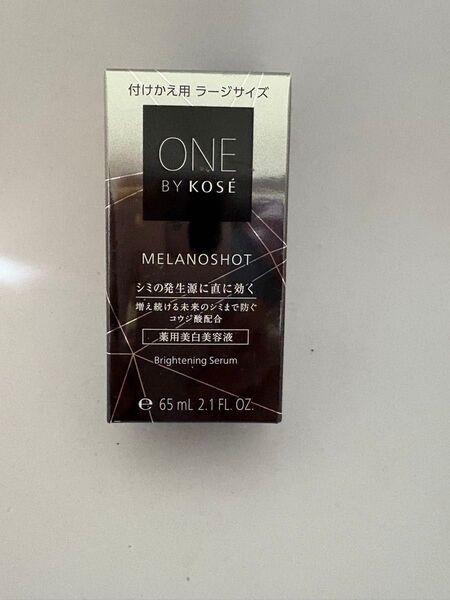 付けかえ用 ラージサイズ
ONE
BY KOSÉ
MELANOSHOT
シミの発生源に直に効く
増え続ける未来のシミまで防ぐ
コウジ酸配合
薬用美白美容液
Brightening Serum
℮ 65 mL 2.1 FL. OZ.